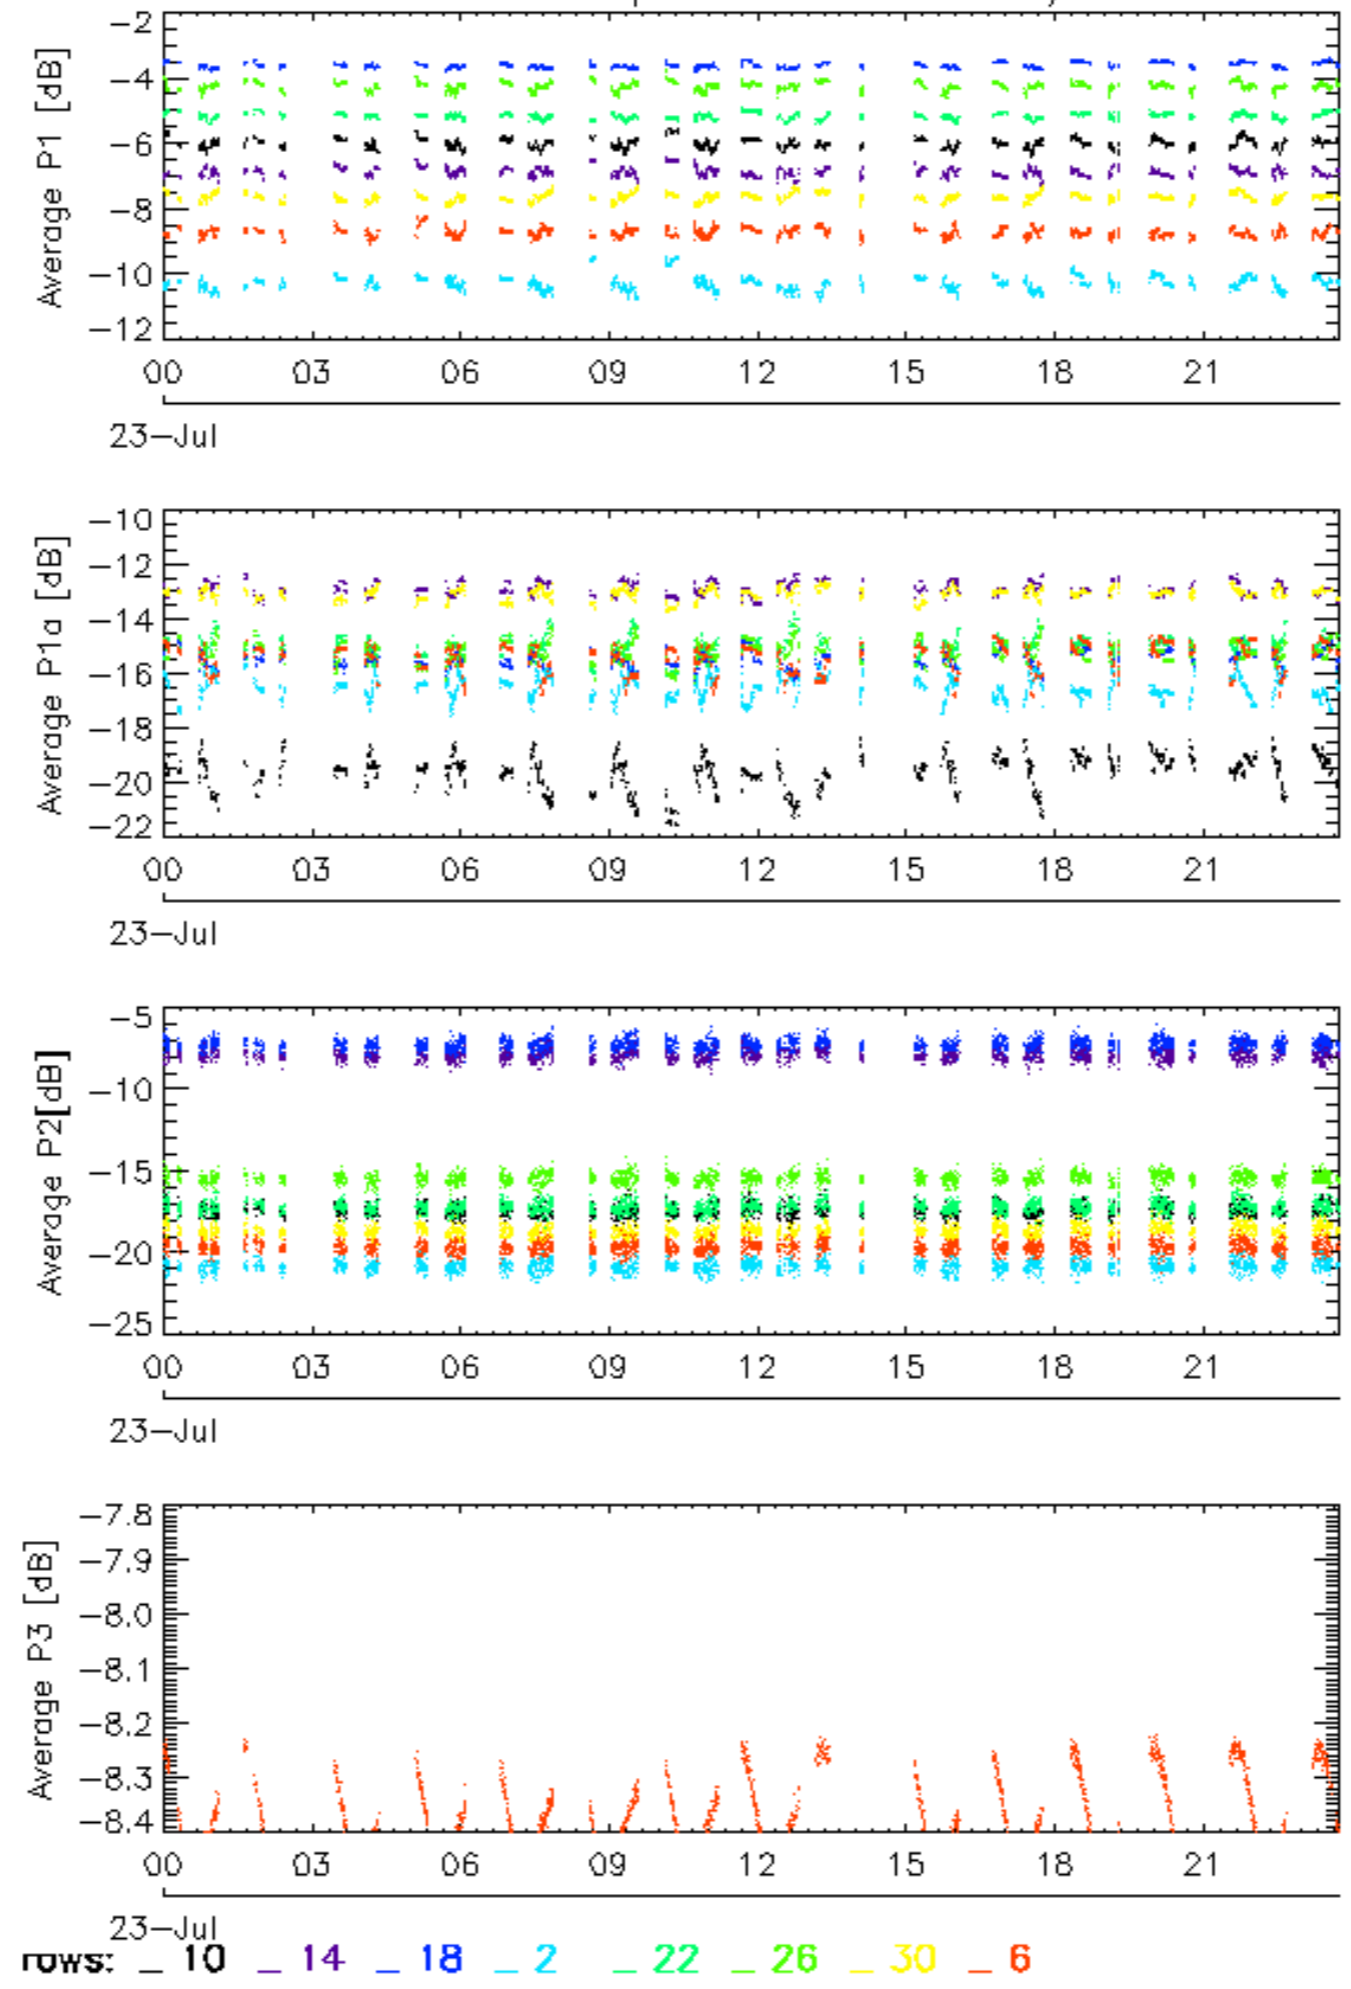 Average P1 [dB]
-2
-4
-6
-8
-10
-12
00 03 06 09 12 15 18 21
23-Jul
Average P1a [dB]
-10
-12
-14
-16
-18
-20
-22
00 03 06 09 12 15 18 21
23-Jul
Average P2[dB]
-5
-10
-15
-20
-25
00 03 06 09 12 15 18 21
23-Jul
Average P3 [dB]
-7.8
-7.9
-8.0
-8.1
-8.2
-8.3
-8.4
00 03 06 09 12 15 18 21
23-Jul
rows: _ 10 _ 14 _ 18 _ 2 _ 22 _ 26 _ 30 _ 6